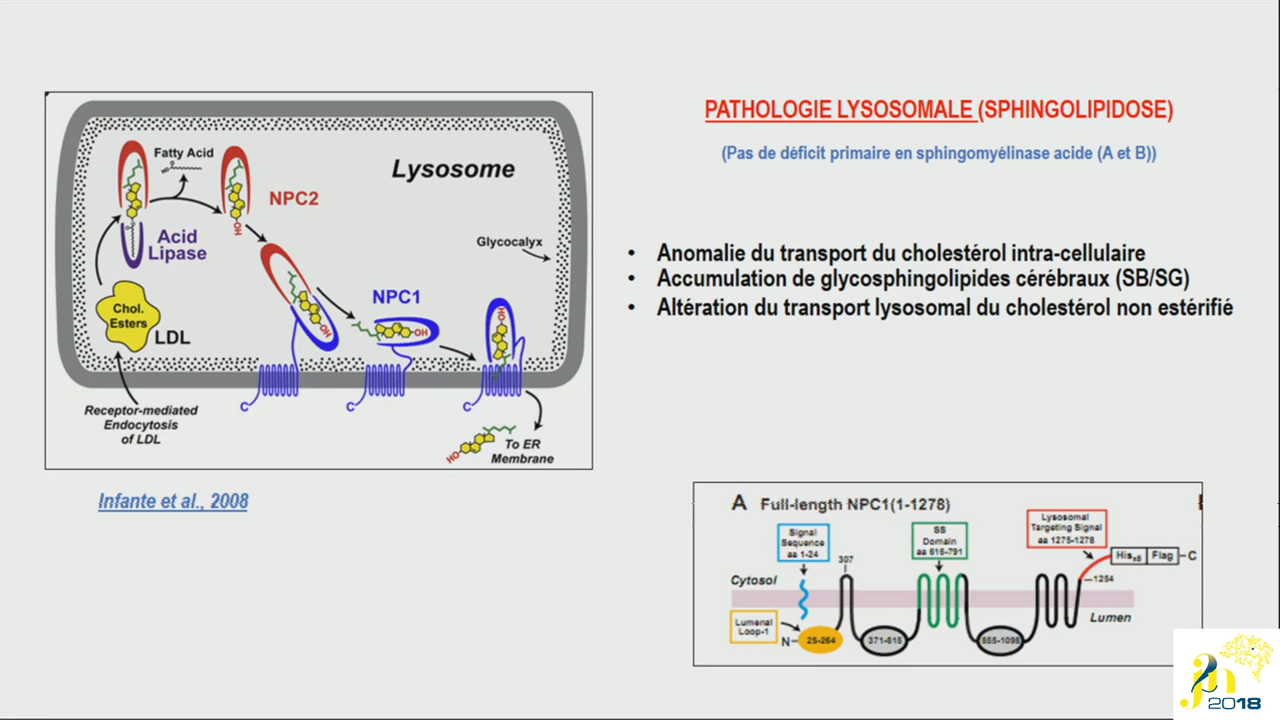 PATHOLOGIE LYSOSOMALE (SPHINGOLIPIDOSE)
(Pas de déficit primaire en sphingomyélinase acide (A et B))
Fatty Acid
HO
Lysosome
NPC2
OH
Acid
Lipase
Glycocalyx
Chol.
Esters
LDL
NPC1
OH
OH
HO
C
C
C
Receptor-mediated
Endocytosis
of LDL
To ER
Membrane
HO
Infante et al., 2008
• Anomalie du transport du cholestérol intra-cellulaire
• Accumulation de glycosphingolipides cérébraux (SB/SG)
• Altération du transport lysosomal du cholestérol non estérifié
A Full-length NPC1(1-1278)
Signal
Sequence
aa 1-24
SS
Domain
aa 616-791
Lysosomal
Targeting Signal
aa 1275-1278
307
His x8 Flag C
1254
Cytosol
Lumen
Lumenal
Loop-1
N
25-264
371-615
855-1098
2018